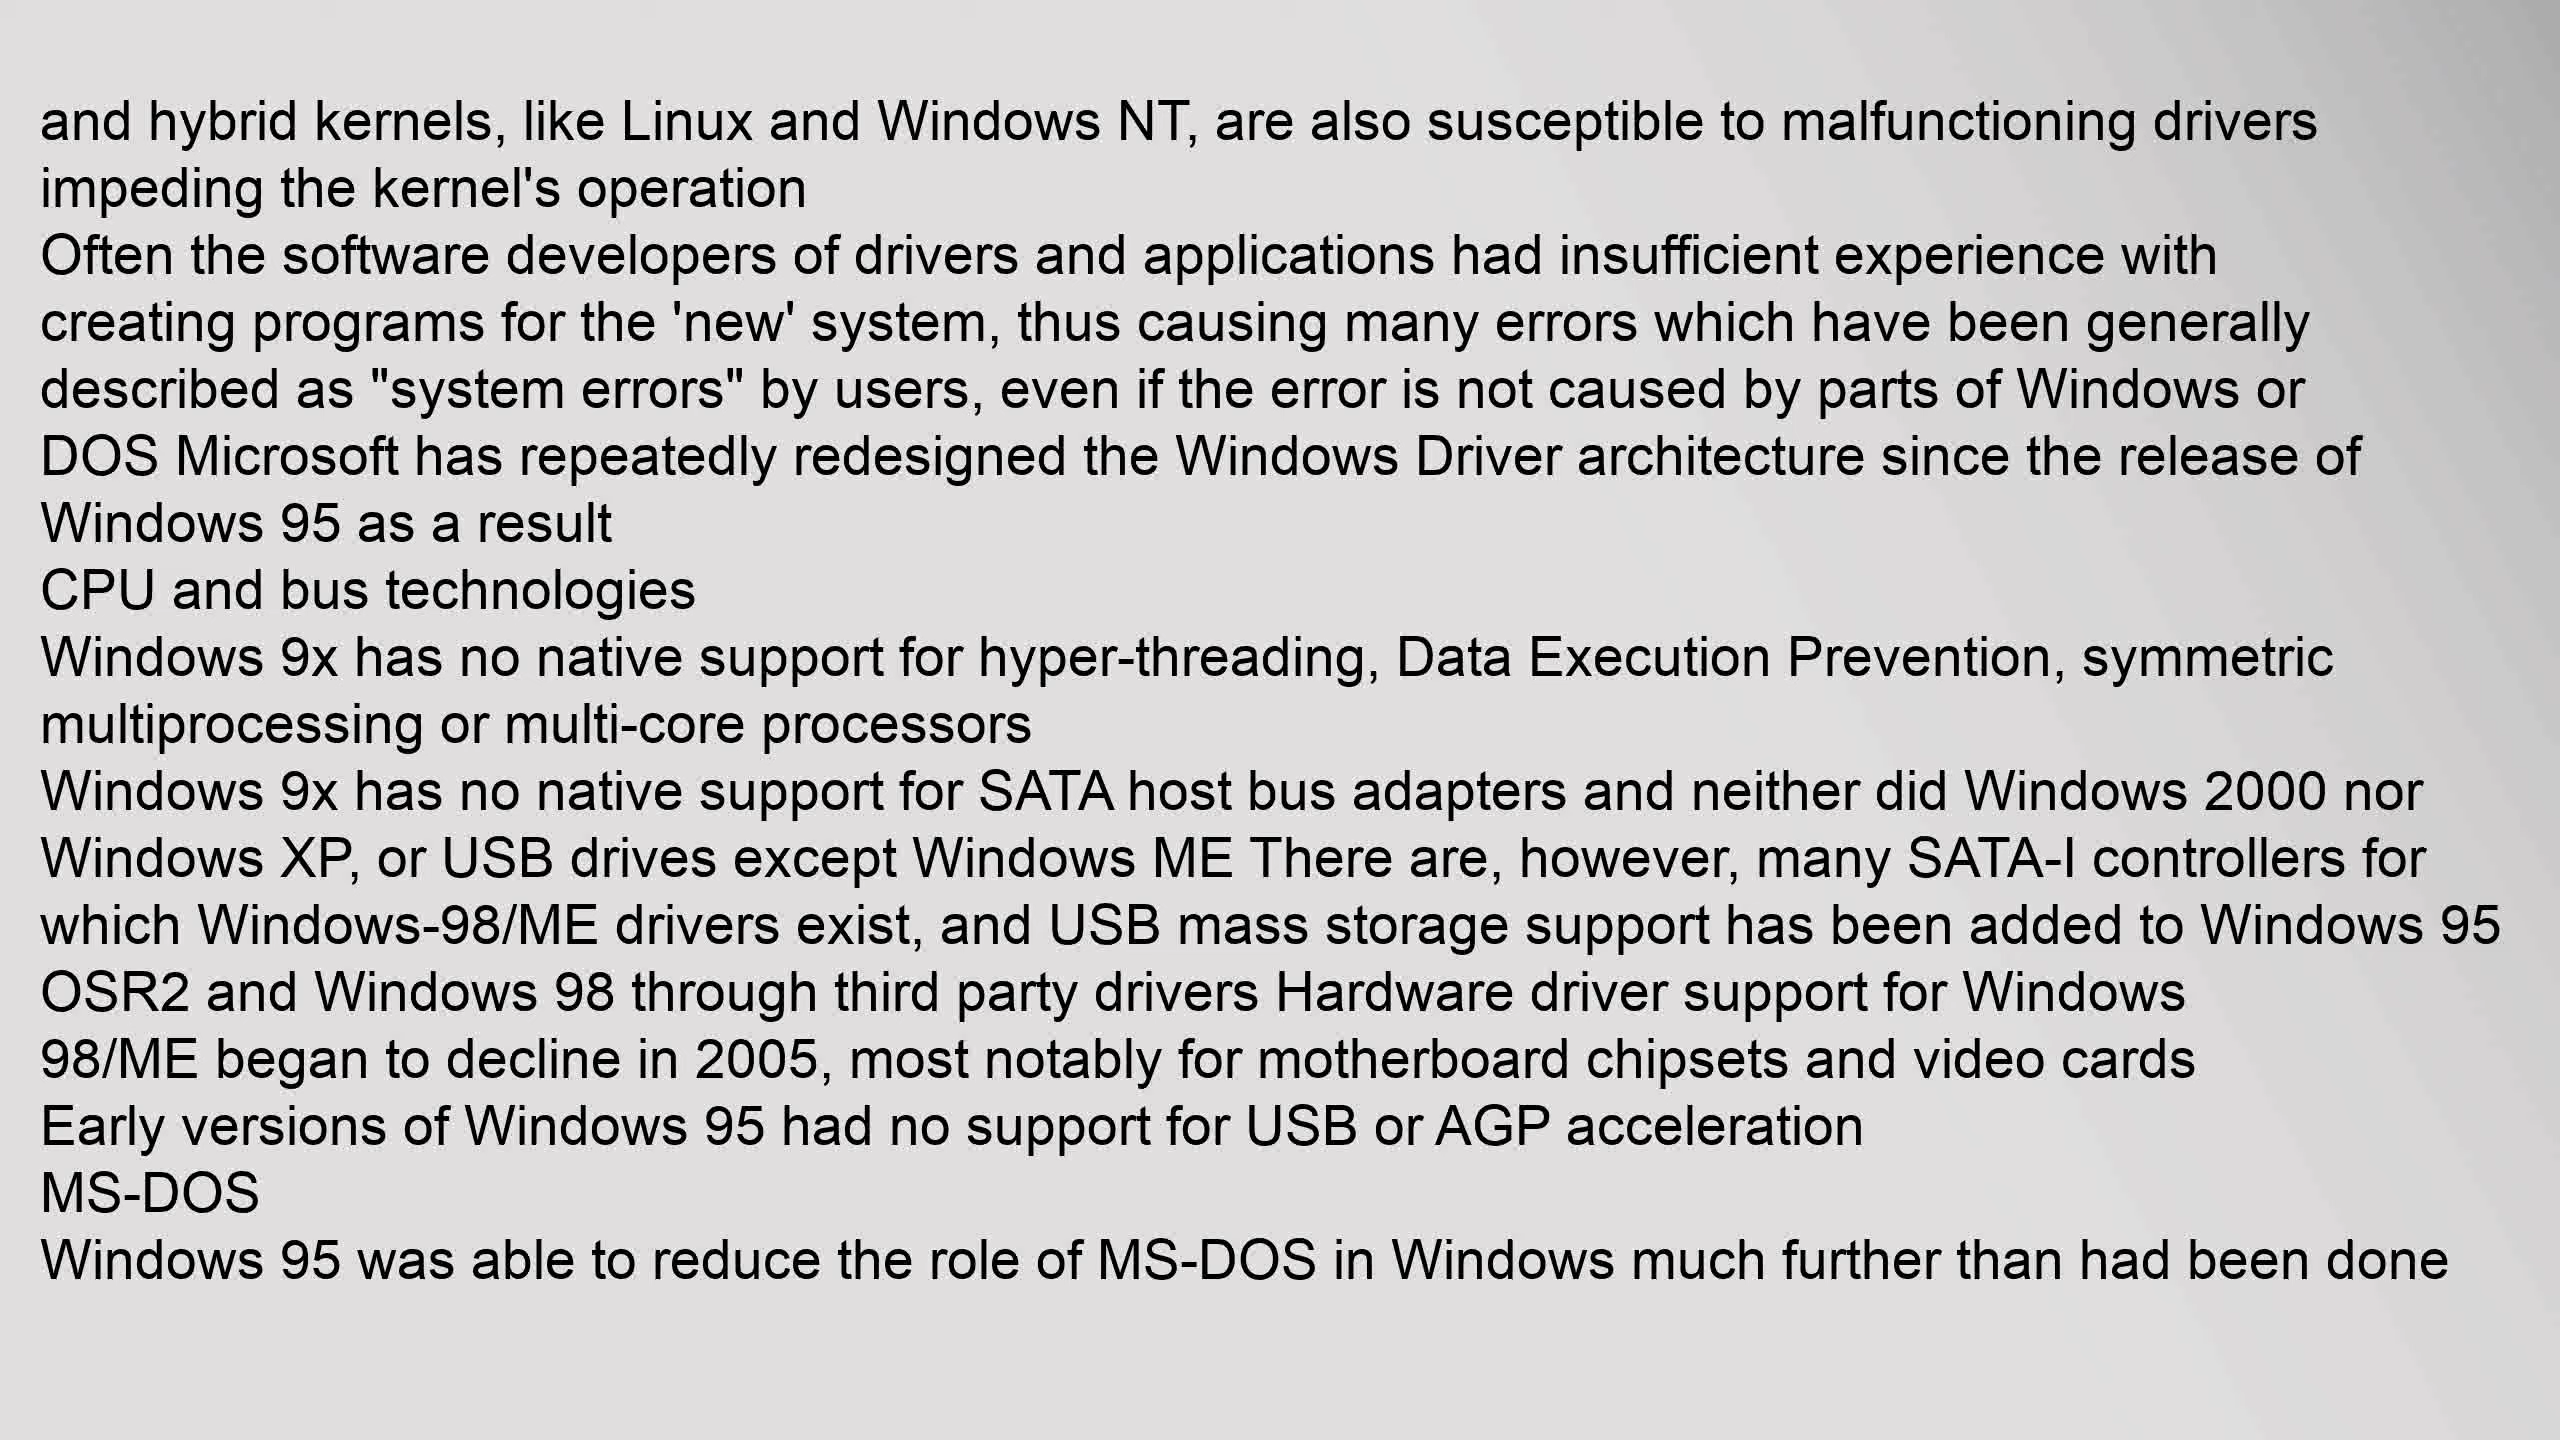 and hybrid kernels, like Linux and Windows NT, are also susceptible to malfunctioning drivers
impeding the kernel's operation
Often the software developers of drivers and applications had insufficient experience with
creating programs for the 'new' system, thus causing many errors which have been generally
described as "system errors" by users, even if the error is not caused by parts of Windows or
DOS Microsoft has repeatedly redesigned the Windows Driver architecture since the release of
Windows 95 as a result
CPU and bus technologies
Windows 9x has no native support for hyper-threading, Data Execution Prevention, symmetric
multiprocessing or multi-core processors
Windows 9x has no native support for SATA host bus adapters and neither did Windows 2000 nor
Windows XP, or USB drives except Windows ME There are, however, many SATA-I controllers for
which Windows-98/ME drivers exist, and USB mass storage support has been added to Windows 95
OSR2 and Windows 98 through third party drivers Hardware driver support for Windows
98/ME began to decline in 2005, most notably for motherboard chipsets and video cards
Early versions of Windows 95 had no support for USB or AGP acceleration
MS-DOS
Windows 95 was able to reduce the role of MS-DOS in Windows much further than had been done